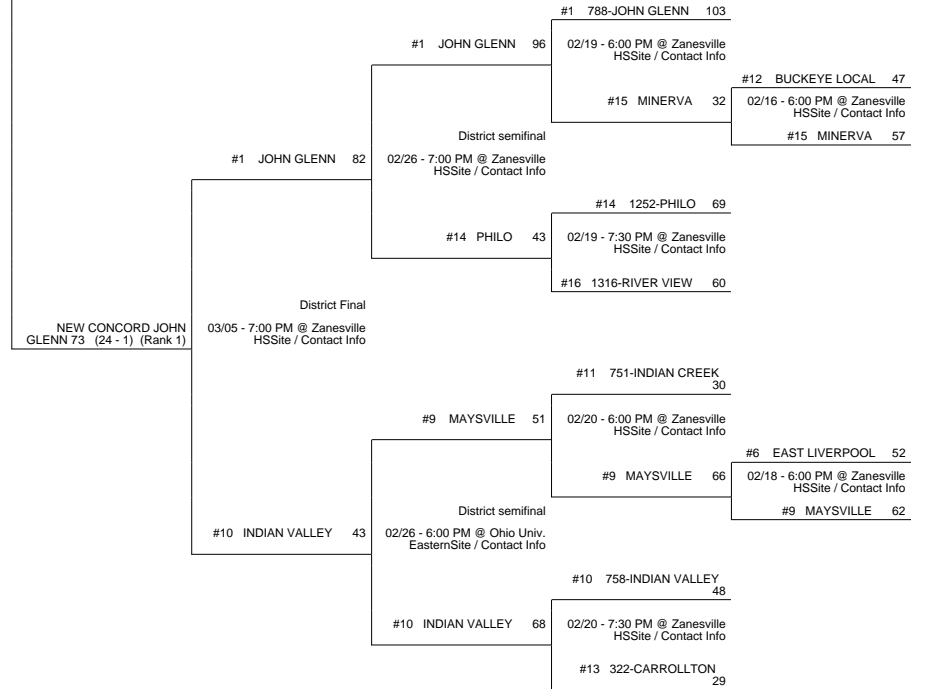 #1 788-JOHN GLENN 103
#1 JOHN GLENN 96
02/19 - 6:00 PM @ Zanesville
HSSite / Contact Info
#12 BUCKEYE LOCAL 47
#15 MINERVA 32
02/16 - 6:00 PM @ Zanesville
HSSite / Contact Info
District semifinal
#15 MINERVA 57
#1 JOHN GLENN 82
02/26 - 7:00 PM @ Zanesville
HSSite / Contact Info
#14 1252-PHILO 69
#14 PHILO 43
02/19 - 7:30 PM @ Zanesville
HSSite / Contact Info
#16 1316-RIVER VIEW 60
District Final
NEW CONCORD JOHN
GLENN 73 (24 - 1) (Rank 1)
03/05 - 7:00 PM @ Zanesville
HSSite / Contact Info
#11 751-INDIAN CREEK
30
#9 MAYSVILLE 51
02/20 - 6:00 PM @ Zanesville
HSSite / Contact Info
#6 EAST LIVERPOOL 52
#9 MAYSVILLE 66
02/18 - 6:00 PM @ Zanesville
HSSite / Contact Info
District semifinal
#9 MAYSVILLE 62
#10 INDIAN VALLEY 43
02/26 - 6:00 PM @ Ohio Univ.
EasternSite / Contact Info
#10 758-INDIAN VALLEY
48
#10 INDIAN VALLEY 68
02/20 - 7:30 PM @ Zanesville
HSSite / Contact Info
#13 322-CARROLLTON
29